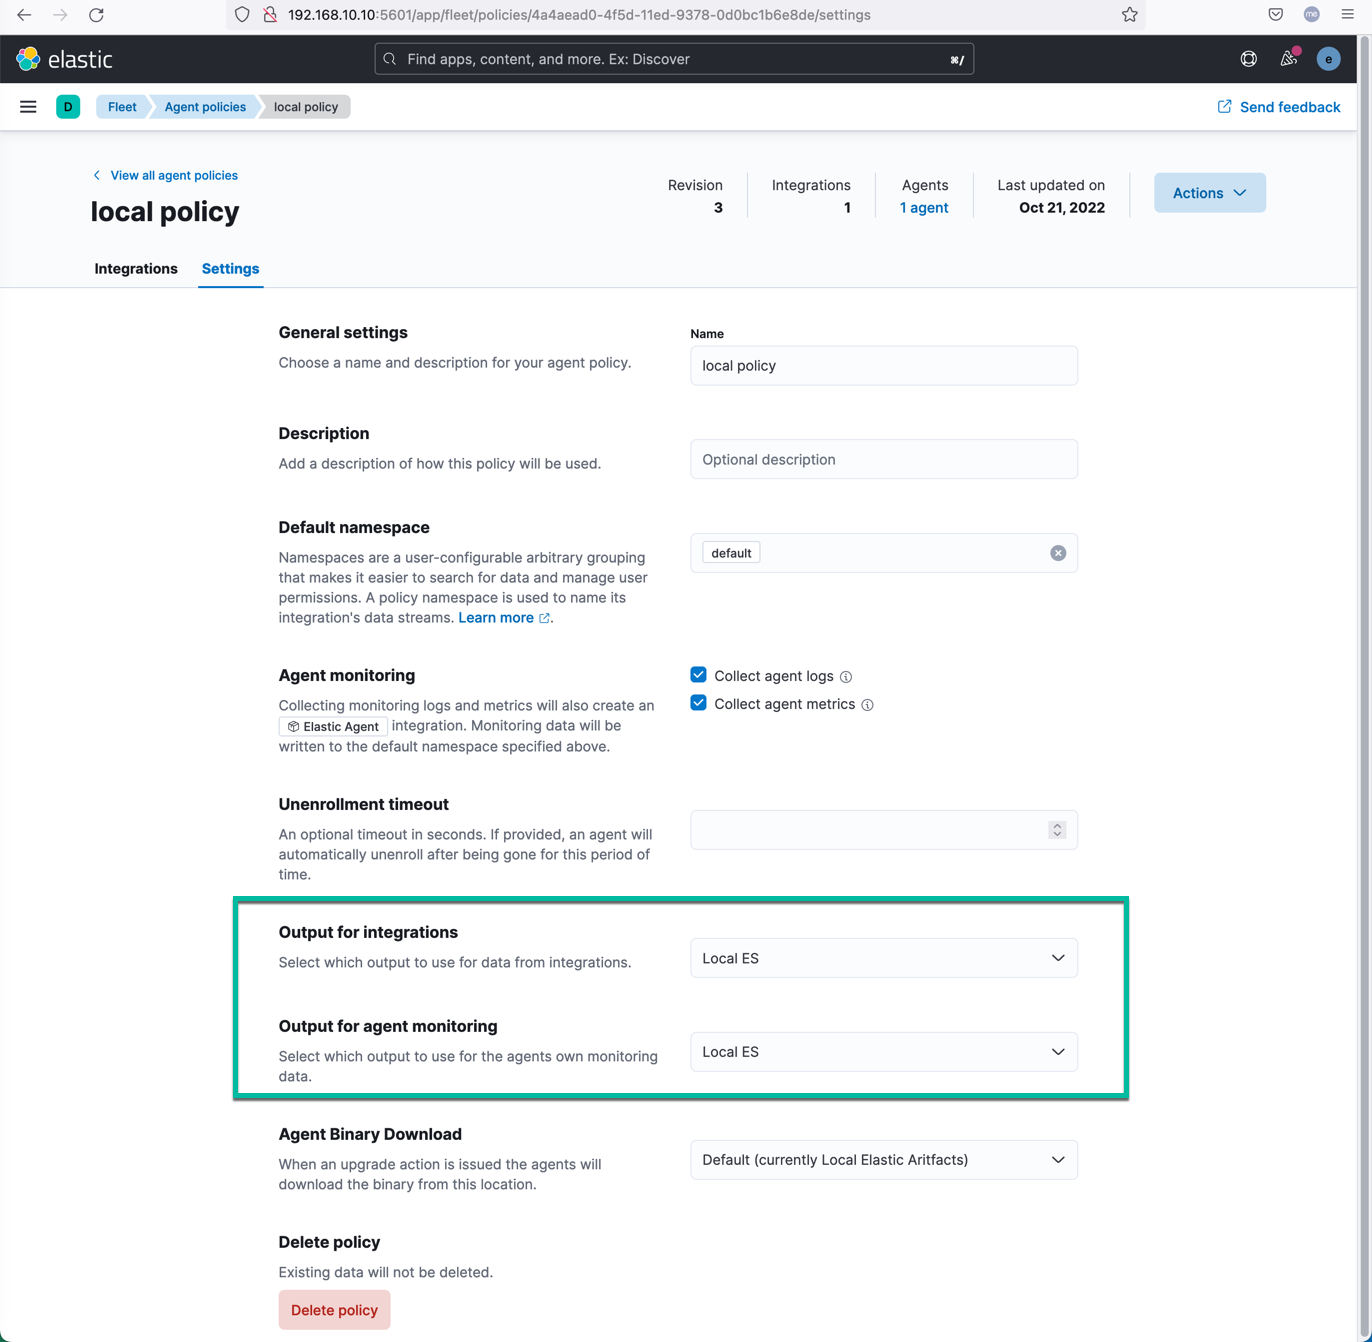 192.168.10.10:5601/app/fleet/policies/4a4aead0-4f5d-11ed-9378-0d0bc1b6e8de/settings
me
elastic
Find apps, content, and more. Ex: Discover
⌘/
e
D
Fleet
Agent policies
local policy
Send feedback
View all agent policies
local policy
Revision
3
Integrations
1
Agents
1 agent
Last updated on
Oct 21, 2022
Actions
Integrations
Settings
General settings
Choose a name and description for your agent policy.
Name
local policy
Description
Add a description of how this policy will be used.
Optional description
Default namespace
Namespaces are a user-configurable arbitrary grouping
that makes it easier to search for data and manage user
permissions. A policy namespace is used to name its
integration's data streams. Learn more.
default
Agent monitoring
Collecting monitoring logs and metrics will also create an
Elastic Agent integration. Monitoring data will be
written to the default namespace specified above.
Collect agent logs
Collect agent metrics
Unenrollment timeout
An optional timeout in seconds. If provided, an agent will
automatically unenroll after being gone for this period of
time.
Output for integrations
Select which output to use for data from integrations.
Local ES
Output for agent monitoring
Select which output to use for the agents own monitoring
data.
Local ES
Agent Binary Download
When an upgrade action is issued the agents will
download the binary from this location.
Default (currently Local Elastic Aritfacts)
Delete policy
Existing data will not be deleted.
Delete policy